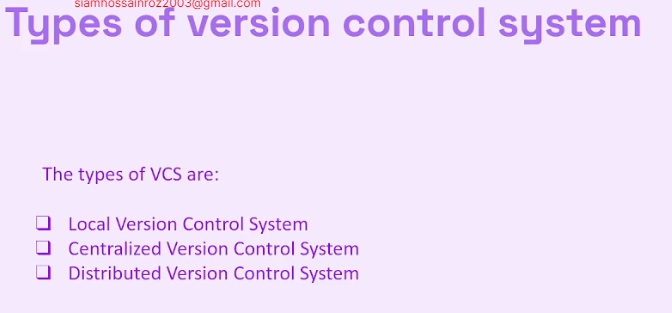 siamhossainroz2003@gmail.com
Types of version control system
The types of VCS are:
❑ Local Version Control System
❑ Centralized Version Control System
❑ Distributed Version Control System